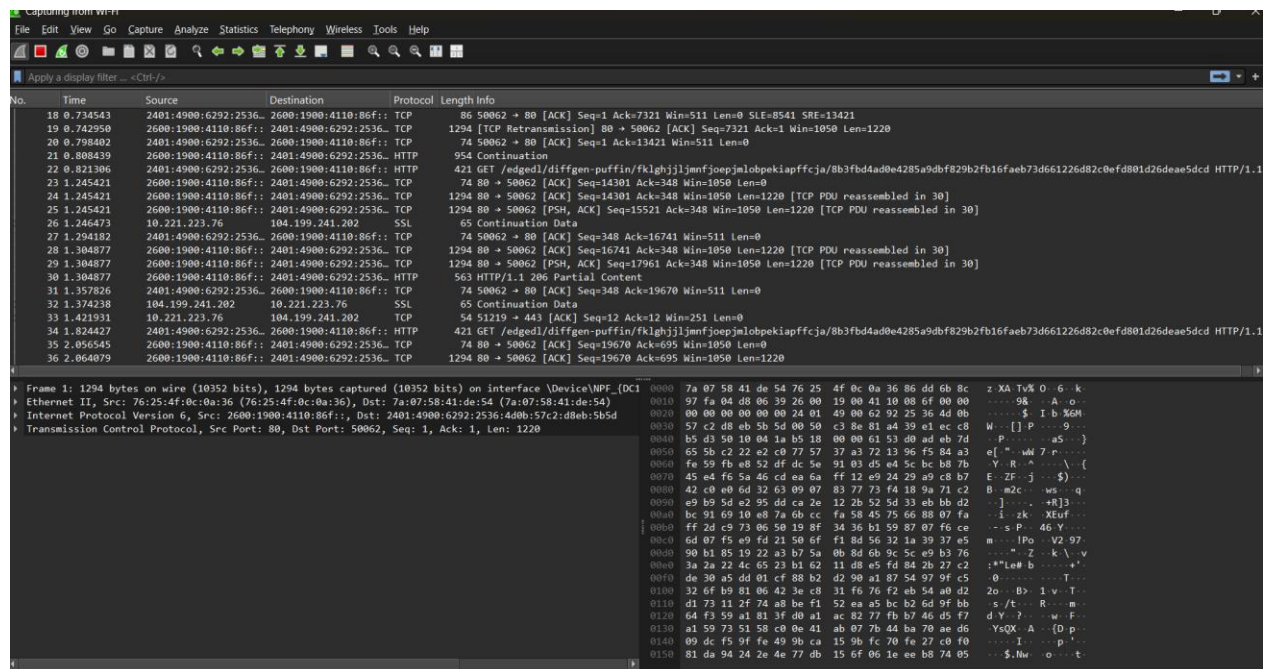 Capturing from Wi-Fi
File Edit View Go Capture Analyze Statistics Telephony Wireless Tools Help
Apply a display filter ... <Ctrl-/>
No. Time Source Destination Protocol Length Info
18 0.734543 2401:4900:6292:2536… 2600:1900:4110:86f:: TCP 86 50062 → 80 [ACK] Seq=1 Ack=7321 Win=511 Len=0 SLE=8541 SRE=13421
19 0.742950 2600:1900:4110:86f:: 2401:4900:6292:2536… TCP 1294 [TCP Retransmission] 80 → 50062 [ACK] Seq=7321 Ack=1 Win=1050 Len=1220
20 0.798402 2401:4900:6292:2536… 2600:1900:4110:86f:: TCP 74 50062 → 80 [ACK] Seq=1 Ack=13421 Win=511 Len=0
21 0.808439 2600:1900:4110:86f:: 2401:4900:6292:2536… HTTP 954 Continuation
22 0.821306 2401:4900:6292:2536… 2600:1900:4110:86f:: HTTP 421 GET /edgedl/diffgen-puffin/fklghjjljmnfjoepjmlobpekiapffcja/8b3fbd4ad0e4285a9dbf829b2fb16faeb73d661226d82c0efd801d26deae5dcd HTTP/1.1
23 1.245421 2600:1900:4110:86f:: 2401:4900:6292:2536… TCP 74 80 → 50062 [ACK] Seq=14301 Ack=348 Win=1050 Len=0
24 1.245421 2600:1900:4110:86f:: 2401:4900:6292:2536… TCP 1294 80 → 50062 [ACK] Seq=14301 Ack=348 Win=1050 Len=1220 [TCP PDU reassembled in 30]
25 1.245421 2600:1900:4110:86f:: 2401:4900:6292:2536… TCP 1294 80 → 50062 [PSH, ACK] Seq=15521 Ack=348 Win=1050 Len=1220 [TCP PDU reassembled in 30]
26 1.246473 10.221.223.76 104.199.241.202 SSL 65 Continuation Data
27 1.294182 2401:4900:6292:2536… 2600:1900:4110:86f:: TCP 74 50062 → 80 [ACK] Seq=348 Ack=16741 Win=511 Len=0
28 1.304877 2600:1900:4110:86f:: 2401:4900:6292:2536… TCP 1294 80 → 50062 [ACK] Seq=16741 Ack=348 Win=1050 Len=1220 [TCP PDU reassembled in 30]
29 1.304877 2600:1900:4110:86f:: 2401:4900:6292:2536… TCP 1294 80 → 50062 [PSH, ACK] Seq=17961 Ack=348 Win=1050 Len=1220 [TCP PDU reassembled in 30]
30 1.304877 2600:1900:4110:86f:: 2401:4900:6292:2536… HTTP 563 HTTP/1.1 206 Partial Content
31 1.357826 2401:4900:6292:2536… 2600:1900:4110:86f:: TCP 74 50062 → 80 [ACK] Seq=348 Ack=19670 Win=511 Len=0
32 1.374238 104.199.241.202 10.221.223.76 SSL 65 Continuation Data
33 1.421931 10.221.223.76 104.199.241.202 TCP 54 51219 → 443 [ACK] Seq=12 Ack=12 Win=251 Len=0
34 1.824427 2401:4900:6292:2536… 2600:1900:4110:86f:: HTTP 421 GET /edgedl/diffgen-puffin/fklghjjljmnfjoepjmlobpekiapffcja/8b3fbd4ad0e4285a9dbf829b2fb16faeb73d661226d82c0efd801d26deae5dcd HTTP/1.1
35 2.056545 2600:1900:4110:86f:: 2401:4900:6292:2536… TCP 74 80 → 50062 [ACK] Seq=19670 Ack=695 Win=1050 Len=0
36 2.064079 2600:1900:4110:86f:: 2401:4900:6292:2536… TCP 1294 80 → 50062 [ACK] Seq=19670 Ack=695 Win=1050 Len=1220
Frame 1: 1294 bytes on wire (10352 bits), 1294 bytes captured (10352 bits) on interface \Device\NPF_{DC1
Ethernet II, Src: 76:25:4f:0c:0a:36 (76:25:4f:0c:0a:36), Dst: 7a:07:58:41:de:54 (7a:07:58:41:de:54)
Internet Protocol Version 6, Src: 2600:1900:4110:86f::, Dst: 2401:4900:6292:2536:4d0b:57c2:d8eb:5b5d
Transmission Control Protocol, Src Port: 80, Dst Port: 50062, Seq: 1, Ack: 1, Len: 1220
0000 7a 07 58 41 de 54 76 25 4f 0c 0a 36 86 dd 6b 8c
0010 97 fa 04 d8 06 39 26 00 19 00 41 10 08 6f 00 00
0020 00 00 00 00 00 00 24 01 49 00 62 92 25 36 4d 0b
0030 57 c2 d8 eb 5b 5d 00 50 c3 8e 81 a4 39 e1 ec c8
0040 b5 d3 50 10 04 1a b5 18 00 00 61 53 d0 ad eb 7d
0050 65 5b c2 22 e2 c0 77 57 37 a3 72 13 96 f5 84 a3
0060 fe 59 fb e8 52 df dc 5e 91 03 d5 e4 5c bc b8 7b
0070 45 e4 f6 5a 46 cd ea 6a ff 12 e9 24 29 a9 c8 b7
0080 42 c0 e0 6d 32 63 09 07 83 77 73 f4 18 9a 71 c2
0090 e9 b9 5d e2 95 dd ca 2e 12 2b 52 5d 33 eb bb d2
00a0 bc 91 69 10 e8 7a 6b cc fa 58 45 75 66 88 07 fa
00b0 ff 2d c9 73 06 50 19 8f 34 36 b1 59 87 07 f6 ce
00c0 6d 07 f5 e9 fd 21 50 6f f1 8d 56 32 1a 39 37 e5
00d0 90 b1 85 19 22 a3 b7 5a 0b 8d 6b 9c 5c e9 b3 76
00e0 3a 2a 22 4c 65 23 b1 62 11 d8 e5 fd 84 2b 27 c2
00f0 de 30 a5 dd 01 cf 88 b2 d2 90 a1 87 54 97 9f c5
0100 32 6f b9 81 06 42 3e c8 31 f6 76 f2 eb 54 a0 d2
0110 d1 73 11 2f 74 a8 be f1 52 ea a5 bc b2 6d 9f bb
0120 64 f3 59 a1 81 3f d0 a1 ac 82 77 fb b7 46 d5 f7
0130 a1 59 73 51 58 c0 0e 41 ab 07 7b 44 ba 70 ae d6
0140 09 dc f5 9f fe 49 9b ca 15 9b fc 70 fe 27 c0 f0
0150 81 da 94 24 2e 4e 77 db 15 6f 06 1e ee b8 74 05